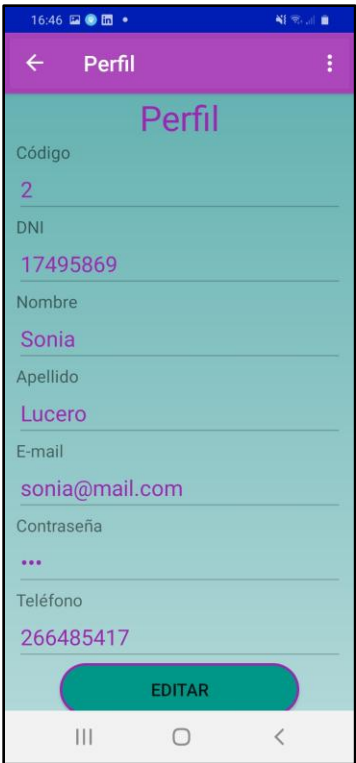 16:46
Perfil
Perfil
Código
2
DNI
17495869
Nombre
Sonia
Apellido
Lucero
E-mail
sonia@mail.com
Contraseña
•••
Teléfono
266485417
EDITAR